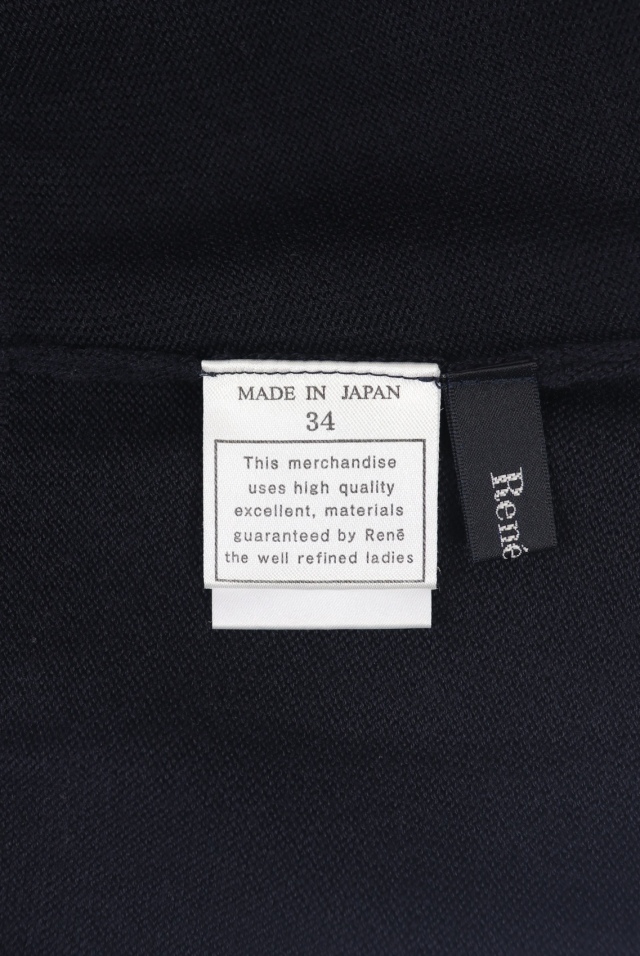 MADE IN JAPAN
34
This merchandise
uses high quality
excellent, materials
guaranteed by René
the well refined ladies
René